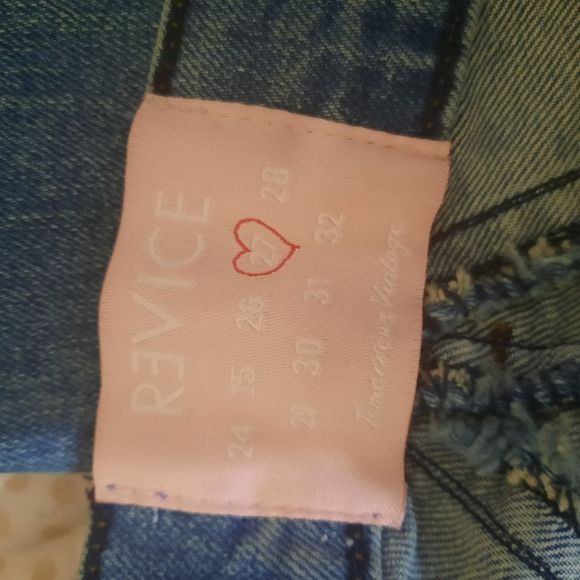 RƎVICE
24 25 26 27 28
29 30 31 32
Tomorrows Vintage